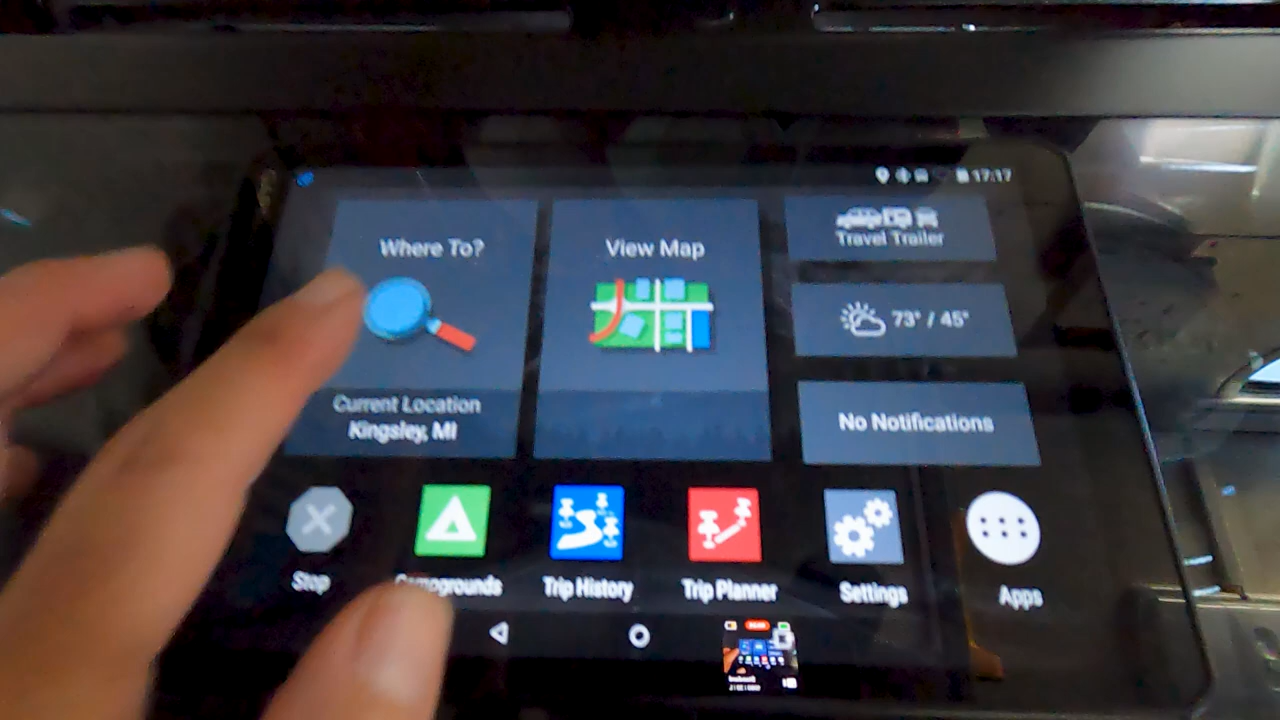 17:17
Where To?
View Map
Travel Trailer
73° / 45°
Current Location
Kingsley, MI
No Notifications
Stop
Campgrounds
Trip History
Trip Planner
Settings
Apps